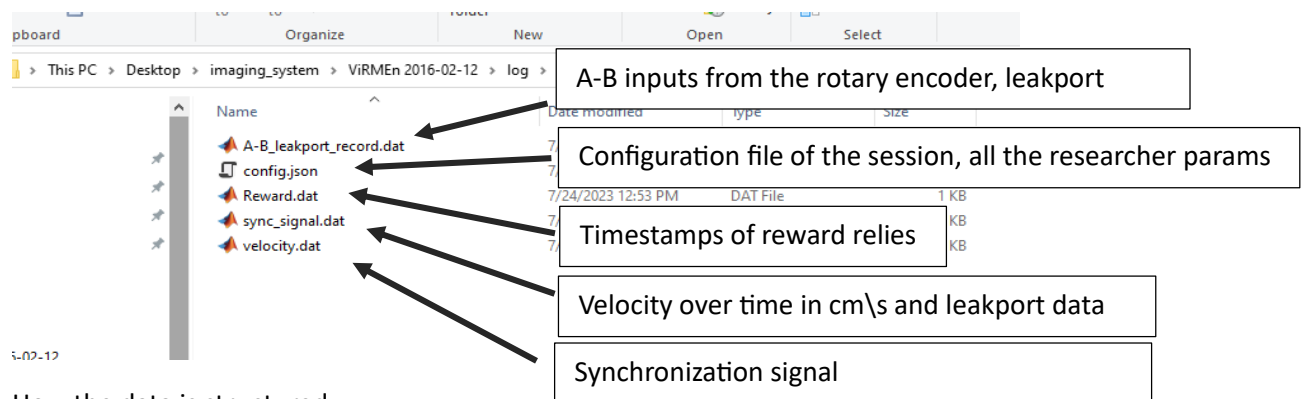 pboard Organize New Open Select
This PC > Desktop > imaging_system > ViRMEn 2016-02-12 > log >
A-B inputs from the rotary encoder, leakport
Name Date modified Type Size
A-B_leakport_record.dat
Configuration file of the session, all the researcher params
config.json
Reward.dat 7/24/2023 12:53 PM DAT File 1 KB
Timestamps of reward relies
sync_signal.dat KB
velocity.dat KB
Velocity over time in cm\s and leakport data
Synchronization signal